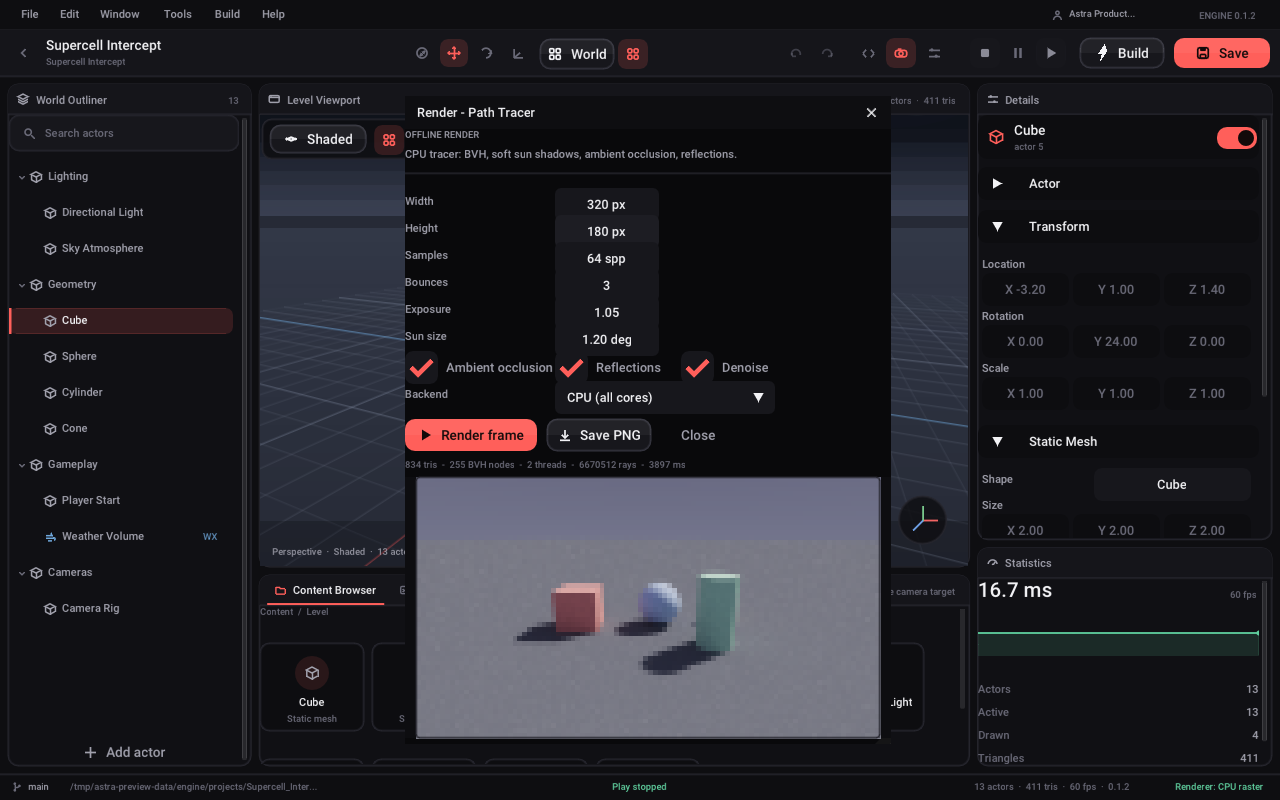 File Edit Window Tools Build Help
Astra Product...
ENGINE 0.1.2
Supercell Intercept
Supercell Intercept
World
Build
Save
World Outliner
13
Search actors
Lighting
Directional Light
Sky Atmosphere
Geometry
Cube
Sphere
Cylinder
Cone
Gameplay
Player Start
Weather Volume WX
Cameras
Camera Rig
Add actor
Level Viewport
ctors · 411 tris
Shaded
Perspective · Shaded · 13 acto
Render - Path Tracer
OFFLINE RENDER
CPU tracer: BVH, soft sun shadows, ambient occlusion, reflections.
Width 320 px
Height 180 px
Samples 64 spp
Bounces 3
Exposure 1.05
Sun size 1.20 deg
Ambient occlusion Reflections Denoise
Backend CPU (all cores)
Render frame Save PNG Close
834 tris · 255 BVH nodes · 2 threads · 6670512 rays · 3897 ms
Content Browser
e camera target
Content / Level
Cube
Static mesh
S
Light
Details
Cube
actor 5
Actor
Transform
Location
X -3.20 Y 1.00 Z 1.40
Rotation
X 0.00 Y 24.00 Z 0.00
Scale
X 1.00 Y 1.00 Z 1.00
Static Mesh
Shape Cube
Size
X 2.00 Y 2.00 Z 2.00
Statistics
16.7 ms 60 fps
Actors 13
Active 13
Drawn 4
Triangles 411
main /tmp/astra-preview-data/engine/projects/Supercell_Inter...
Play stopped
13 actors · 411 tris · 60 fps · 0.1.2
Renderer: CPU raster